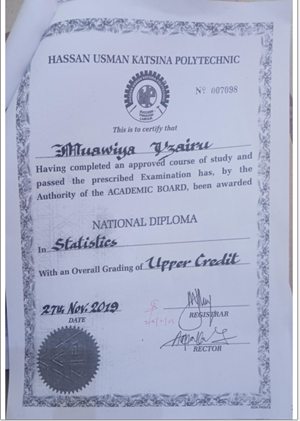 HASSAN USMAN KATSINA POLYTECHNIC
Nº 007098
This is to certify that
Muawiya Uzairu
Having completed an approved course of study and
passed the prescribed Examination has, by the
Authority of the ACADEMIC BOARD, been awarded
NATIONAL DIPLOMA
In Statistics
With an Overall Grading of Upper Credit
27th Nov. 2019
DATE
REGISTRAR
RECTOR